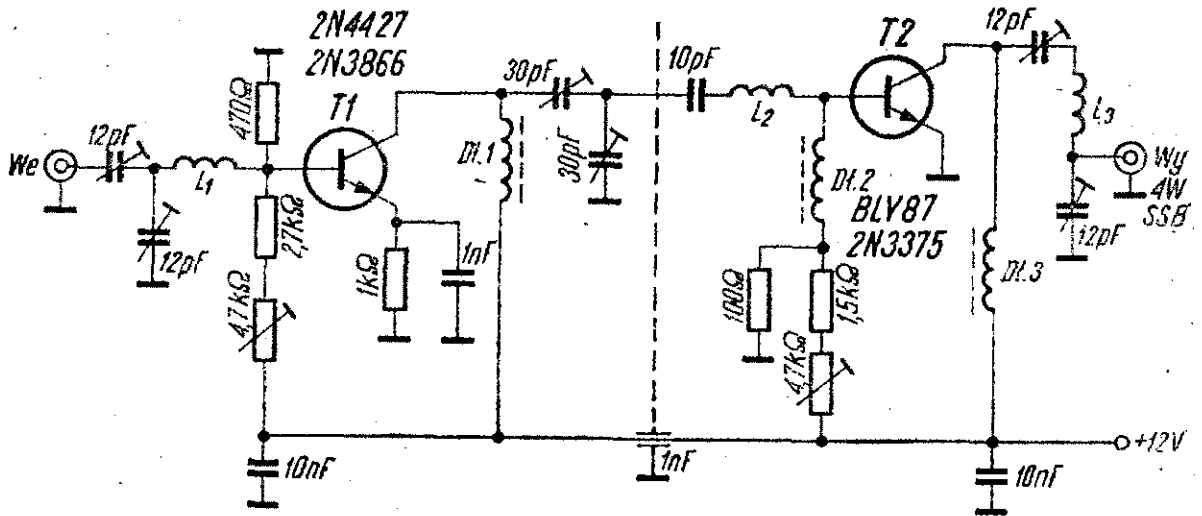 2N4427
2N3866
T1
470Ω
We
12pF
L1
12pF
2,7kΩ
4,7kΩ
1kΩ
1nF
Dł.1
30pF
30pF
10pF
L2
T2
12pF
L3
Wy
4W
SSB
12pF
Dł.2
BLY87
2N3375
Dł.3
100Ω
1,5kΩ
4,7kΩ
+12V
10nF
1nF
10nF